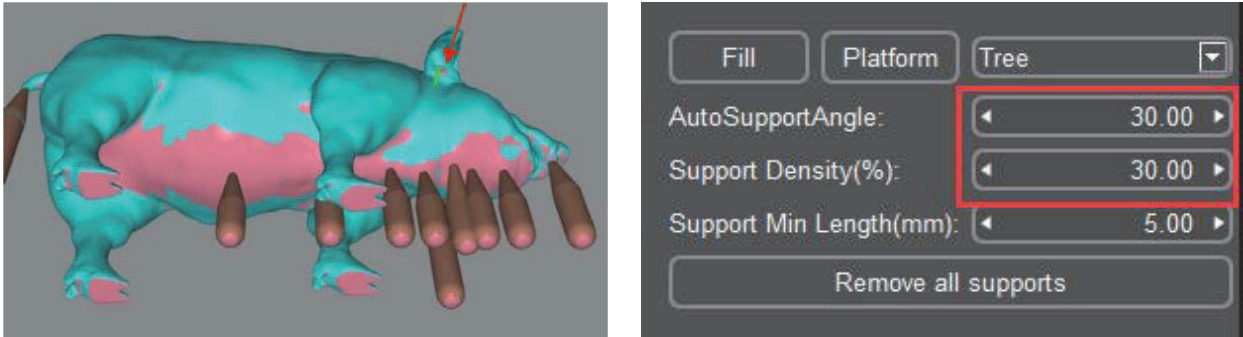 Fill Platform Tree
AutoSupportAngle: 30.00
Support Density(%): 30.00
Support Min Length(mm): 5.00
Remove all supports